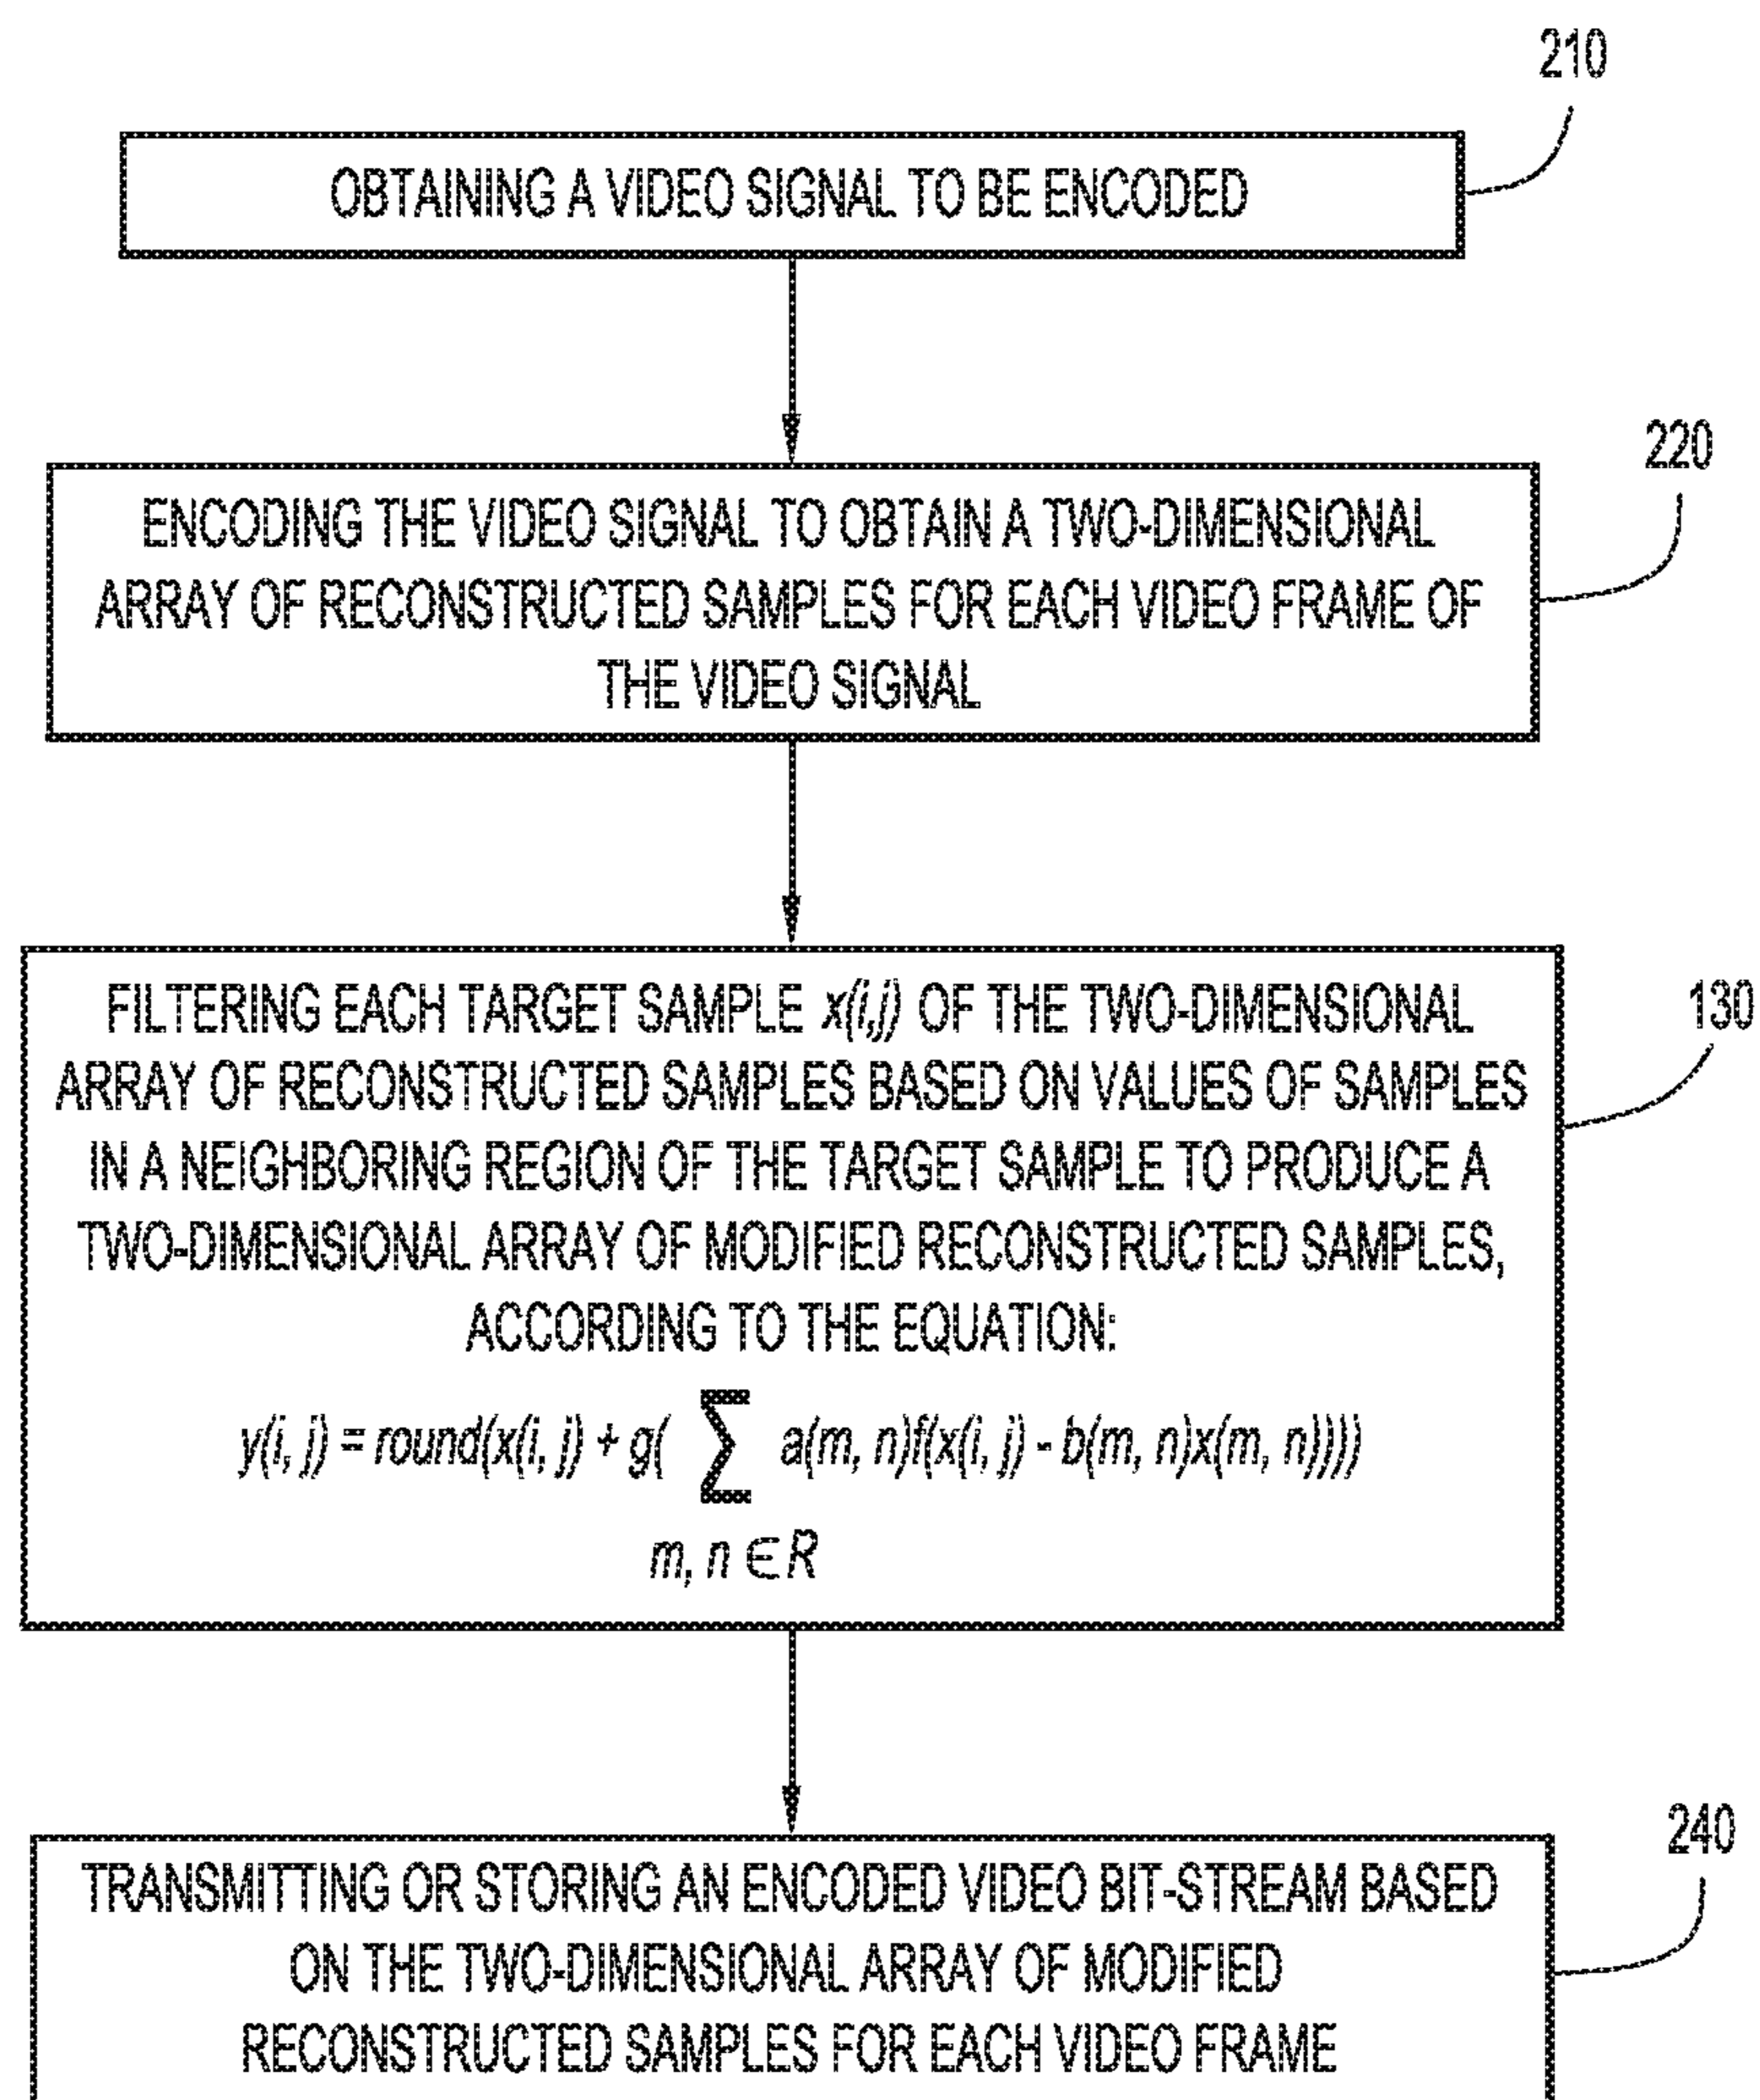 210
OBTAINING A VIDEO SIGNAL TO BE ENCODED
220
ENCODING THE VIDEO SIGNAL TO OBTAIN A TWO-DIMENSIONAL
ARRAY OF RECONSTRUCTED SAMPLES FOR EACH VIDEO FRAME OF
THE VIDEO SIGNAL
130
FILTERING EACH TARGET SAMPLE x(i,j) OF THE TWO-DIMENSIONAL
ARRAY OF RECONSTRUCTED SAMPLES BASED ON VALUES OF SAMPLES
IN A NEIGHBORING REGION OF THE TARGET SAMPLE TO PRODUCE A
TWO-DIMENSIONAL ARRAY OF MODIFIED RECONSTRUCTED SAMPLES,
ACCORDING TO THE EQUATION:
y(i, j) = round(x(i, j) + g( ∑ a(m, n)f(x(i, j) - b(m, n)x(m, n))))
m, n ∈ R
240
TRANSMITTING OR STORING AN ENCODED VIDEO BIT-STREAM BASED
ON THE TWO-DIMENSIONAL ARRAY OF MODIFIED
RECONSTRUCTED SAMPLES FOR EACH VIDEO FRAME